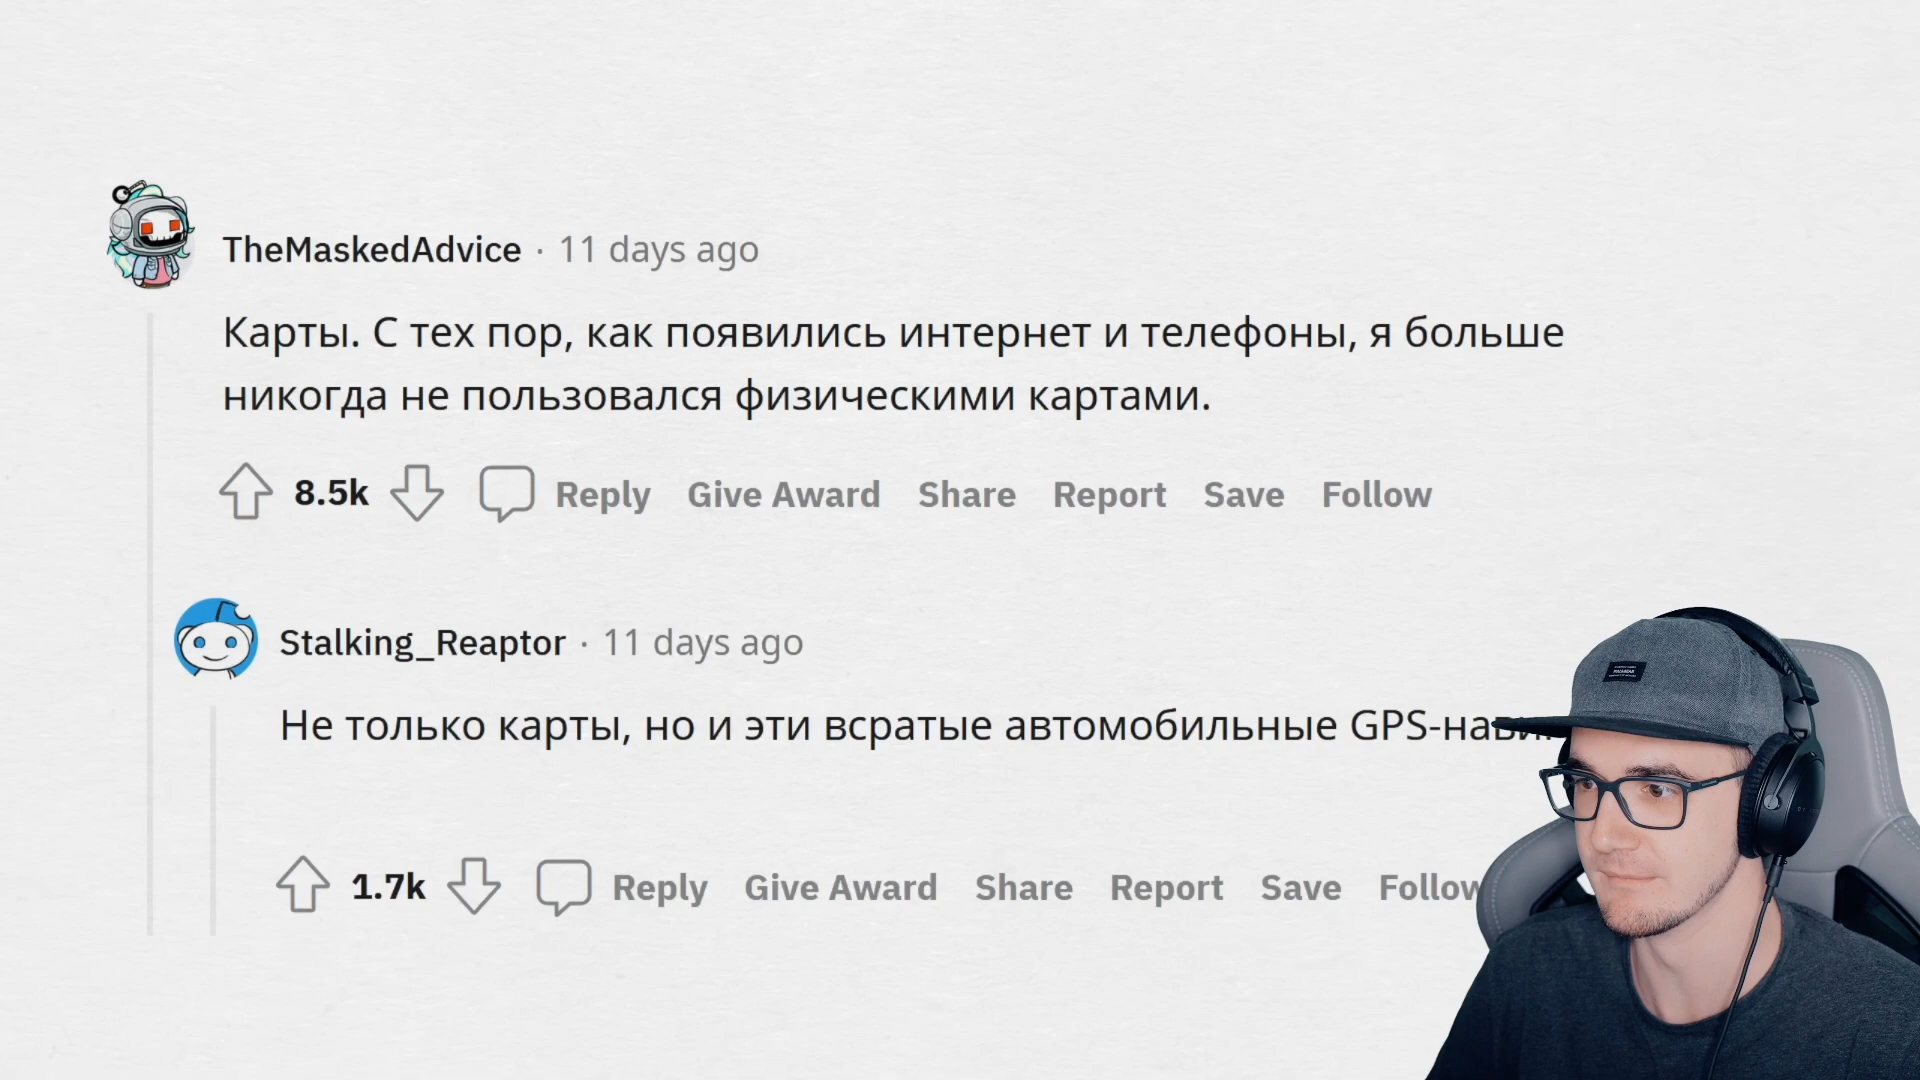 TheMaskedAdvice · 11 days ago
Карты. С тех пор, как появились интернет и телефоны, я больше
никогда не пользовался физическими картами.
8.5k Reply Give Award Share Report Save Follow
Stalking_Reaptor · 11 days ago
Не только карты, но и эти всратые автомобильные
1.7k Reply Give Award Share Report Save Follow